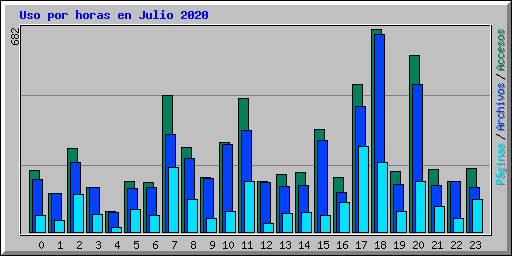 Uso por horas en Julio 2020
682
Páginas / Archivos / Accesos
0 1 2 3 4 5 6 7 8 9 10 11 12 13 14 15 16 17 18 19 20 21 22 23